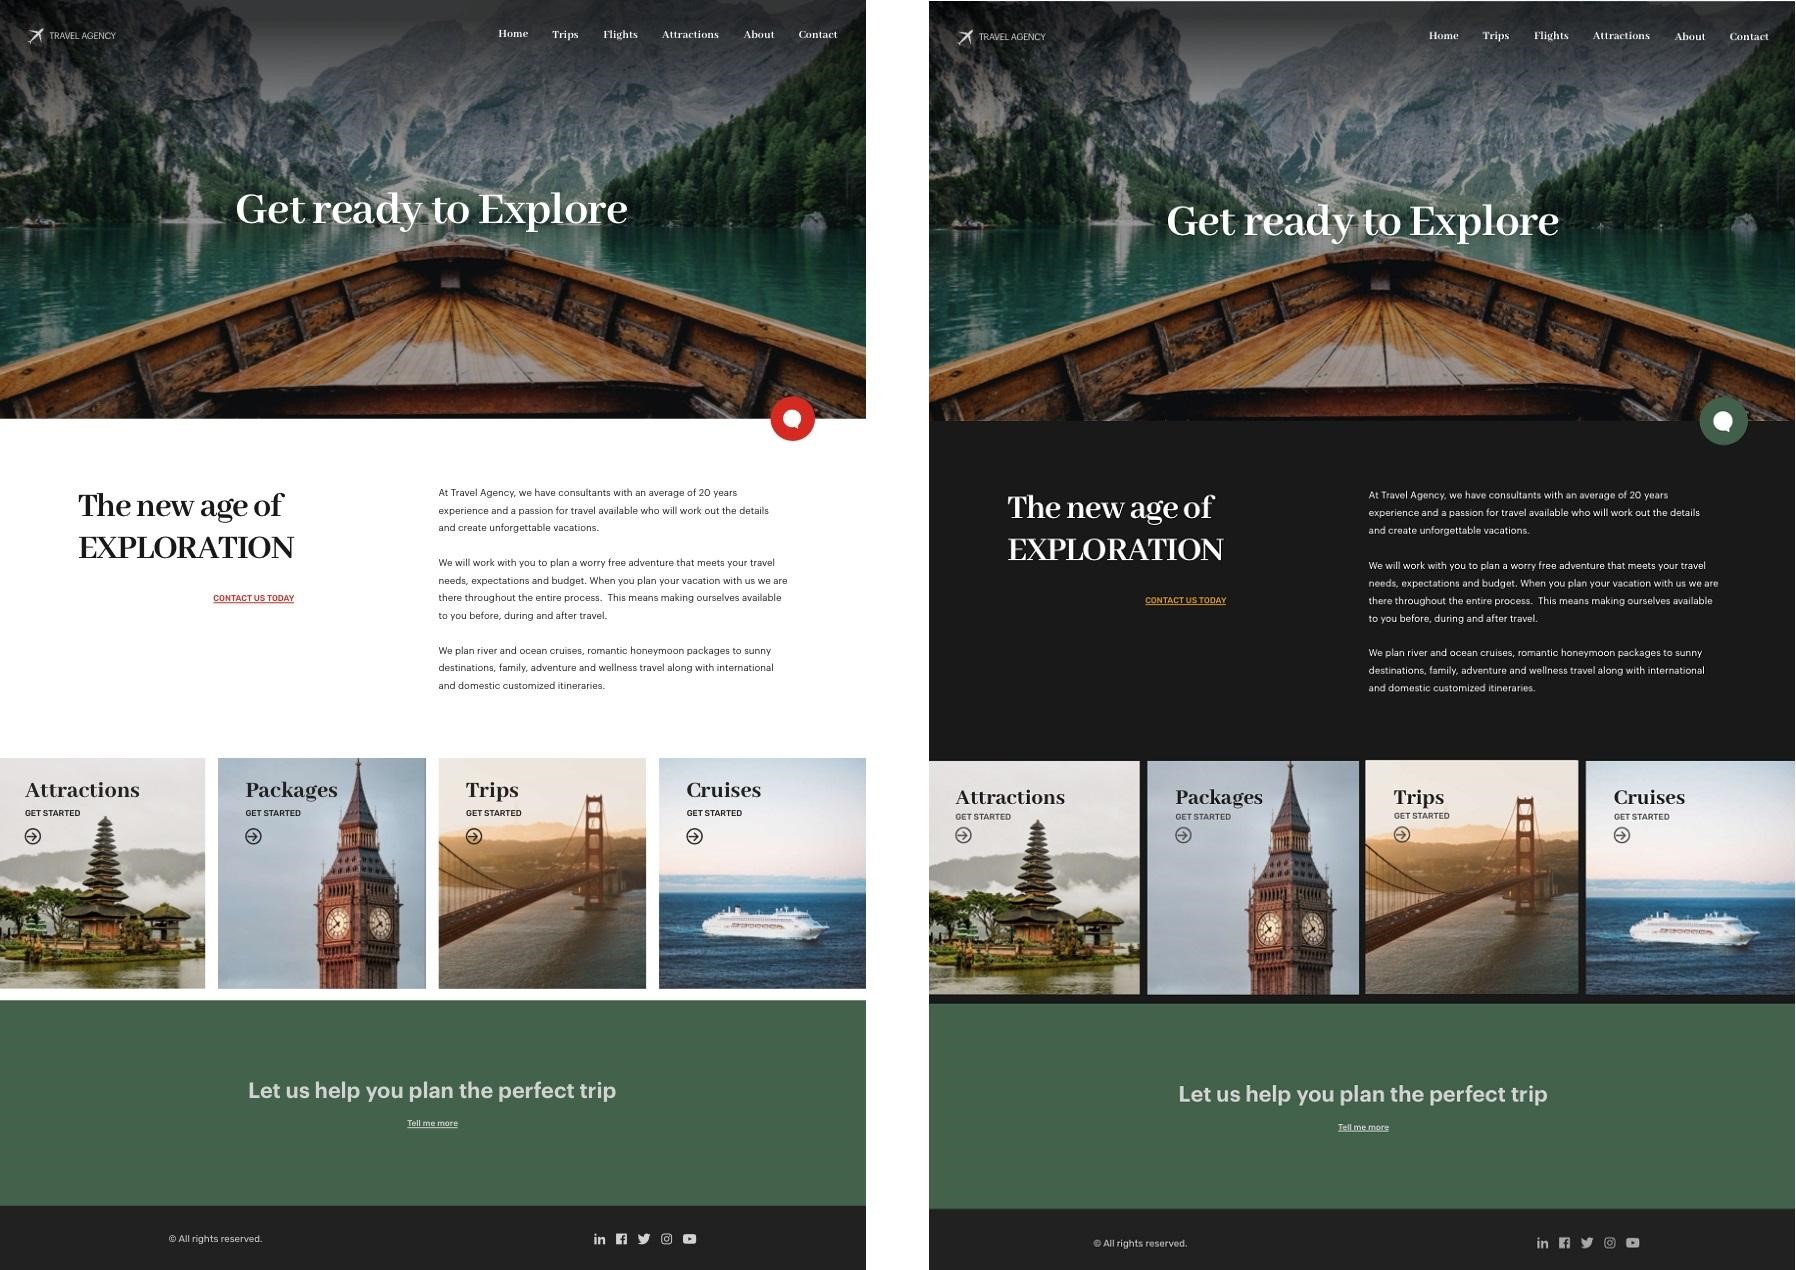 TRAVEL AGENCY
Home Trips Flights Attractions About Contact
Get ready to Explore
The new age of
EXPLORATION
CONTACT US TODAY
At Travel Agency, we have consultants with an average of 20 years
experience and a passion for travel available who will work out the details
and create unforgettable vacations.
We will work with you to plan a worry free adventure that meets your travel
needs, expectations and budget. When you plan your vacation with us we are
there throughout the entire process. This means making ourselves available
to you before, during and after travel.
We plan river and ocean cruises, romantic honeymoon packages to sunny
destinations, family, adventure and wellness travel along with international
and domestic customized itineraries.
Attractions
GET STARTED
Packages
GET STARTED
Trips
GET STARTED
Cruises
GET STARTED
Let us help you plan the perfect trip
Tell me more
© All rights reserved.
TRAVEL AGENCY
Home Trips Flights Attractions About Contact
Get ready to Explore
The new age of
EXPLORATION
CONTACT US TODAY
At Travel Agency, we have consultants with an average of 20 years
experience and a passion for travel available who will work out the details
and create unforgettable vacations.
We will work with you to plan a worry free adventure that meets your travel
needs, expectations and budget. When you plan your vacation with us we are
there throughout the entire process. This means making ourselves available
to you before, during and after travel.
We plan river and ocean cruises, romantic honeymoon packages to sunny
destinations, family, adventure and wellness travel along with international
and domestic customized itineraries.
Attractions
GET STARTED
Packages
GET STARTED
Trips
GET STARTED
Cruises
GET STARTED
Let us help you plan the perfect trip
Tell me more
© All rights reserved.